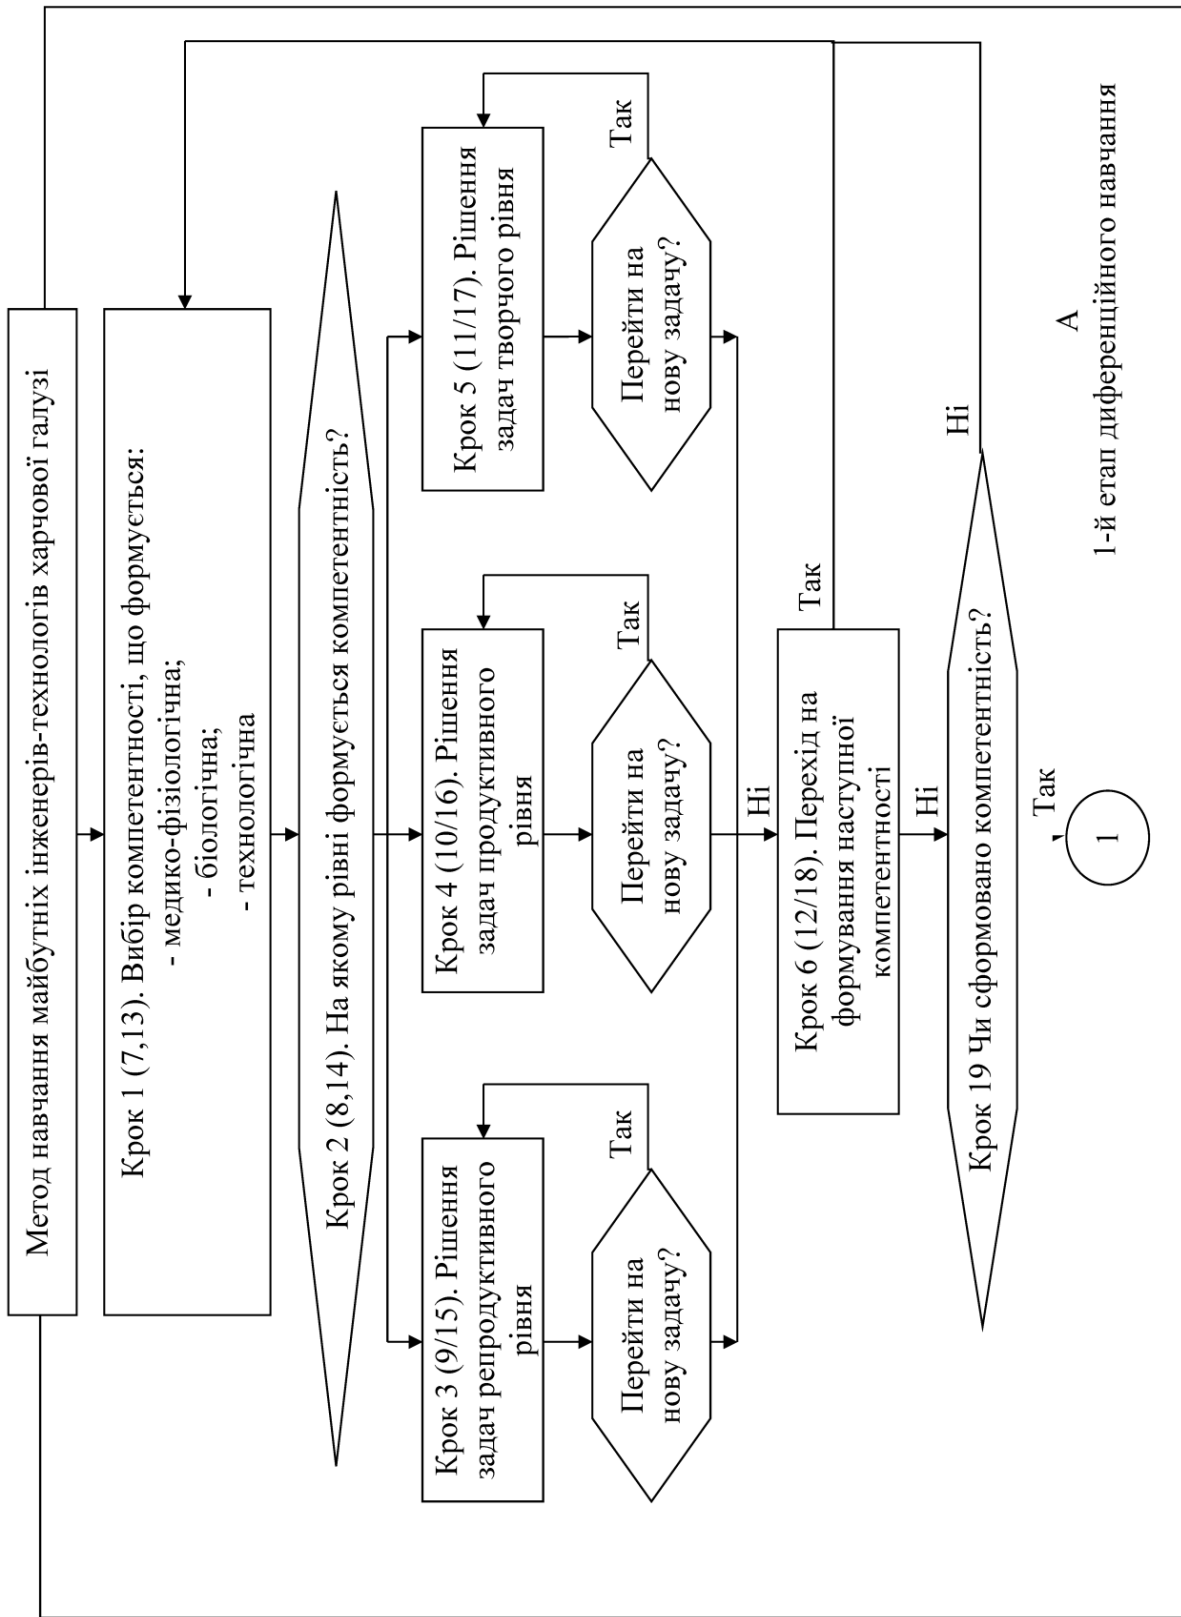 Метод навчання майбутніх інженерів-технологів харчової галузі
Крок 1 (7,13). Вибір компетентності, що формується:
- медико-фізіологічна;
- біологічна;
- технологічна
Крок 2 (8,14). На якому рівні формується компетентність?
Крок 3 (9/15). Рішення
задач репродуктивного
рівня
Крок 4 (10/16). Рішення
задач продуктивного
рівня
Крок 5 (11/17). Рішення
задач творчого рівня
Так
Так
Так
Перейти на
нову задачу?
Перейти на
нову задачу?
Перейти на
нову задачу?
Ні
Крок 6 (12/18). Перехід на
формування наступної
компетентності
Так
Ні
Крок 19 Чи сформовано компетентність?
Ні
Так
1
А
1-й етап диференційного навчання